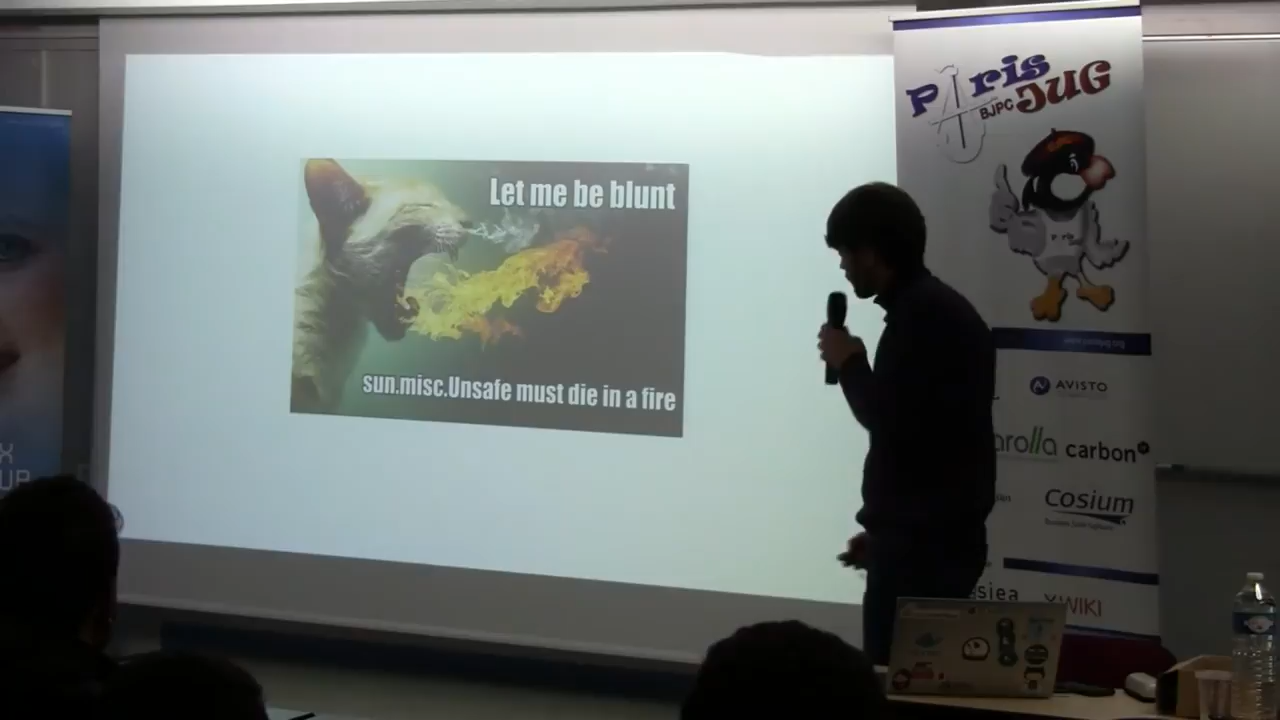 Let me be blunt
sun.misc.Unsafe must die in a fire
Paris
BJPC JUG
AVISTO
arolla carbon
Cosium
siea XWIKI
X
UR